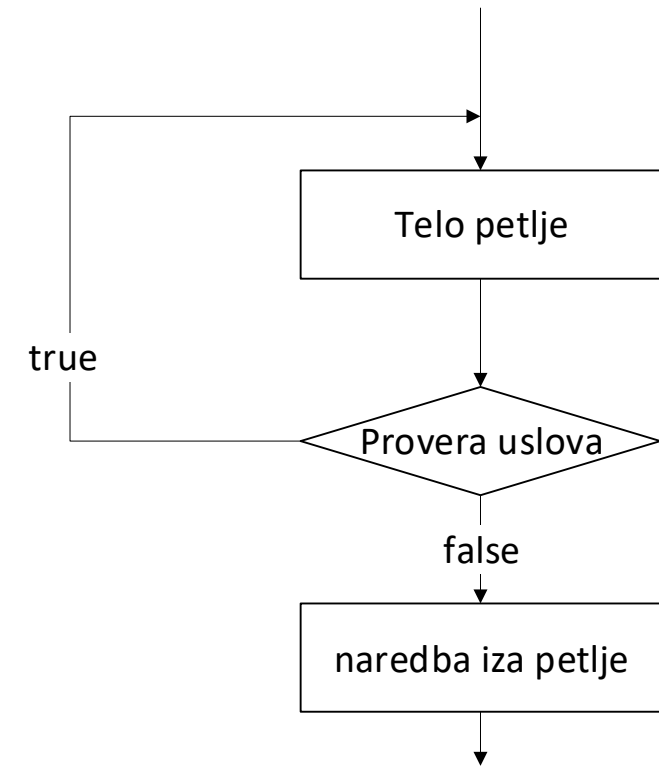 Telo petlje
true
Provera uslova
false
naredba iza petlje